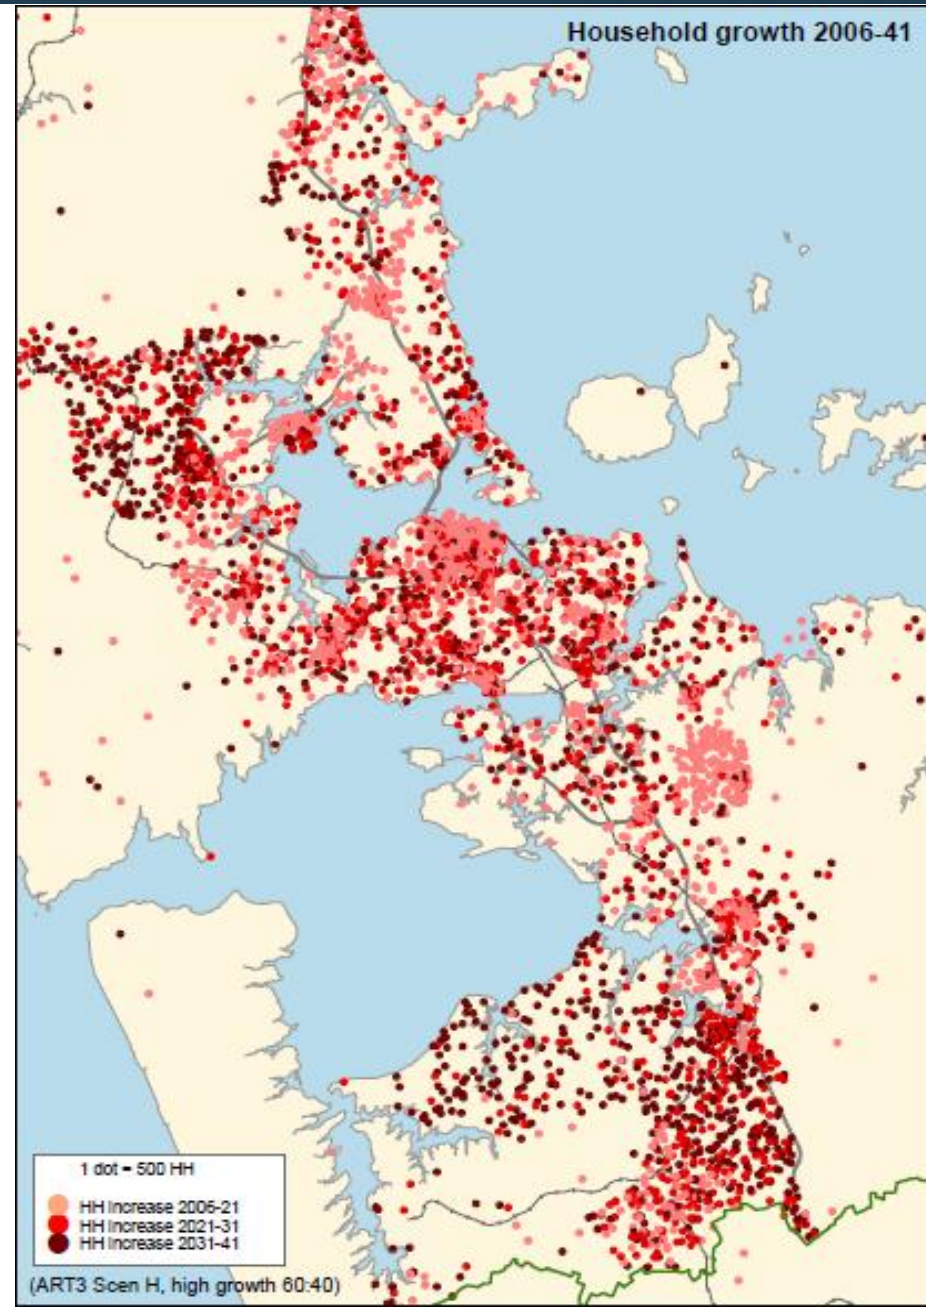 Household growth 2006-41
1 dot = 500 HH
HH Increase 2006-21
HH Increase 2021-31
HH Increase 2031-41
(ART3 Scen H, high growth 60:40)